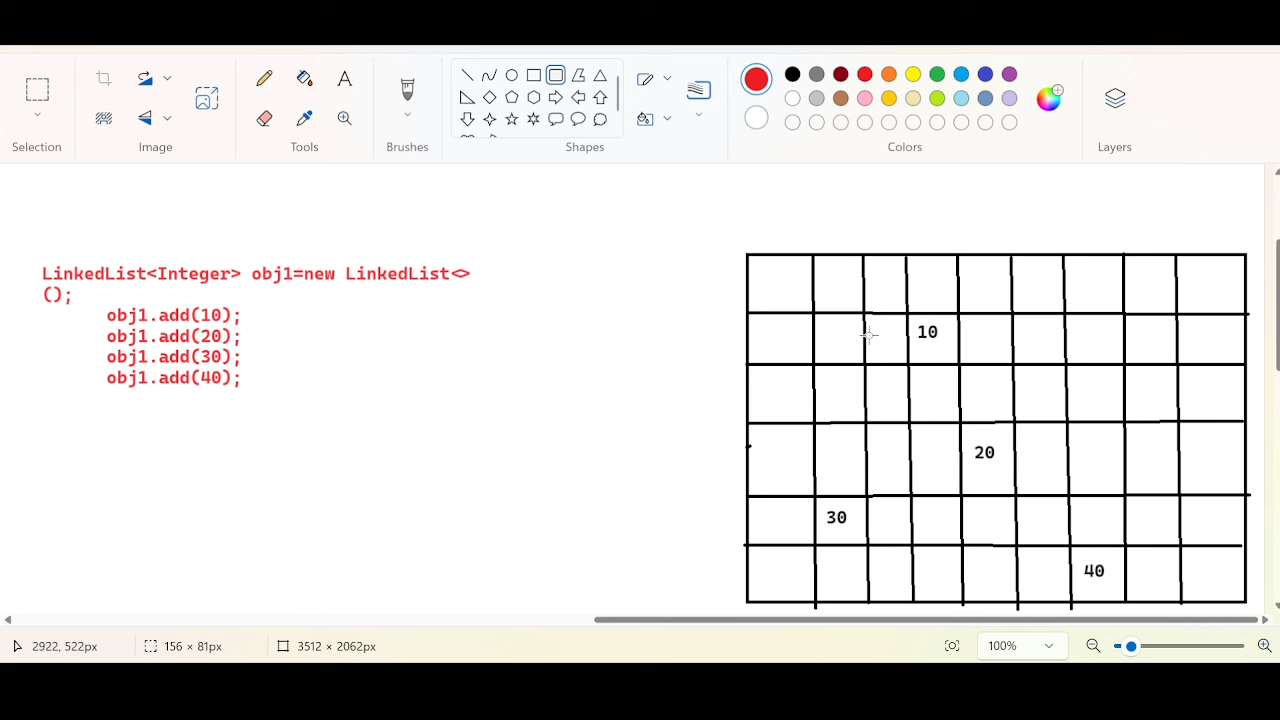 Selection
Image
Tools
Brushes
Shapes
Colors
Layers
A
LinkedList<Integer> obj1=new LinkedList<>
();
obj1.add(10);
obj1.add(20);
obj1.add(30);
obj1.add(40);
10
20
30
40
2922, 522px
156 × 81px
3512 × 2062px
100%